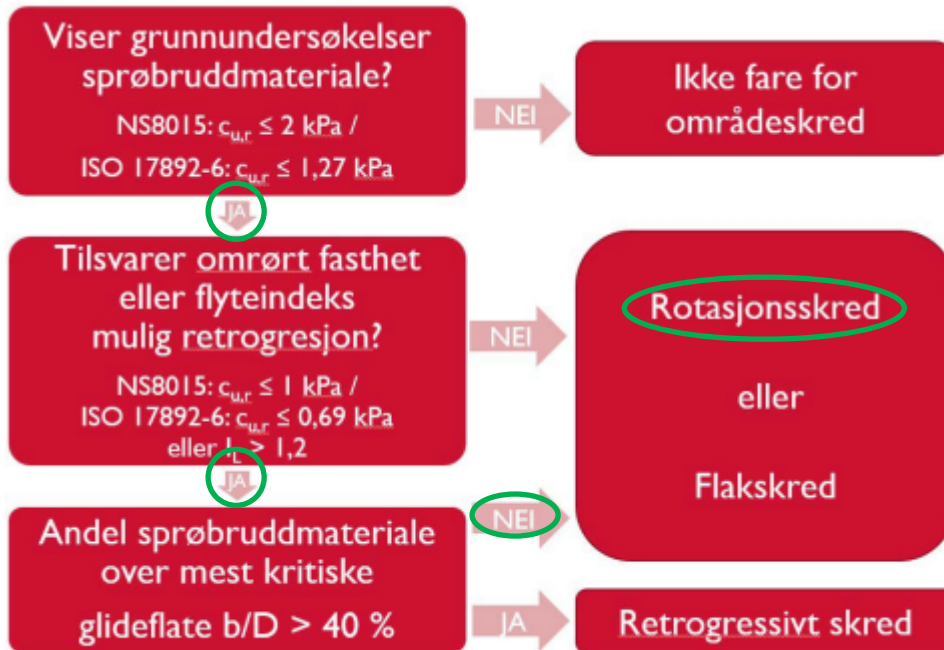 Viser grunnundersøkelser
sprøbruddmateriale?
NS8015: cu,r ≤ 2 kPa /
ISO 17892-6: cu,r ≤ 1,27 kPa
NEI
Ikke fare for
områdeskred
JA
Tilsvarer omrørt fasthet
eller flyteindeks
mulig retrogresjon?
NS8015: cu,r ≤ 1 kPa /
ISO 17892-6: cu,r ≤ 0,69 kPa
eller IL > 1,2
NEI
Rotasjonsskred
eller
Flakskred
JA
Andel sprøbruddmateriale
over mest kritiske
glideflate b/D > 40 %
NEI
JA
Retrogressivt skred